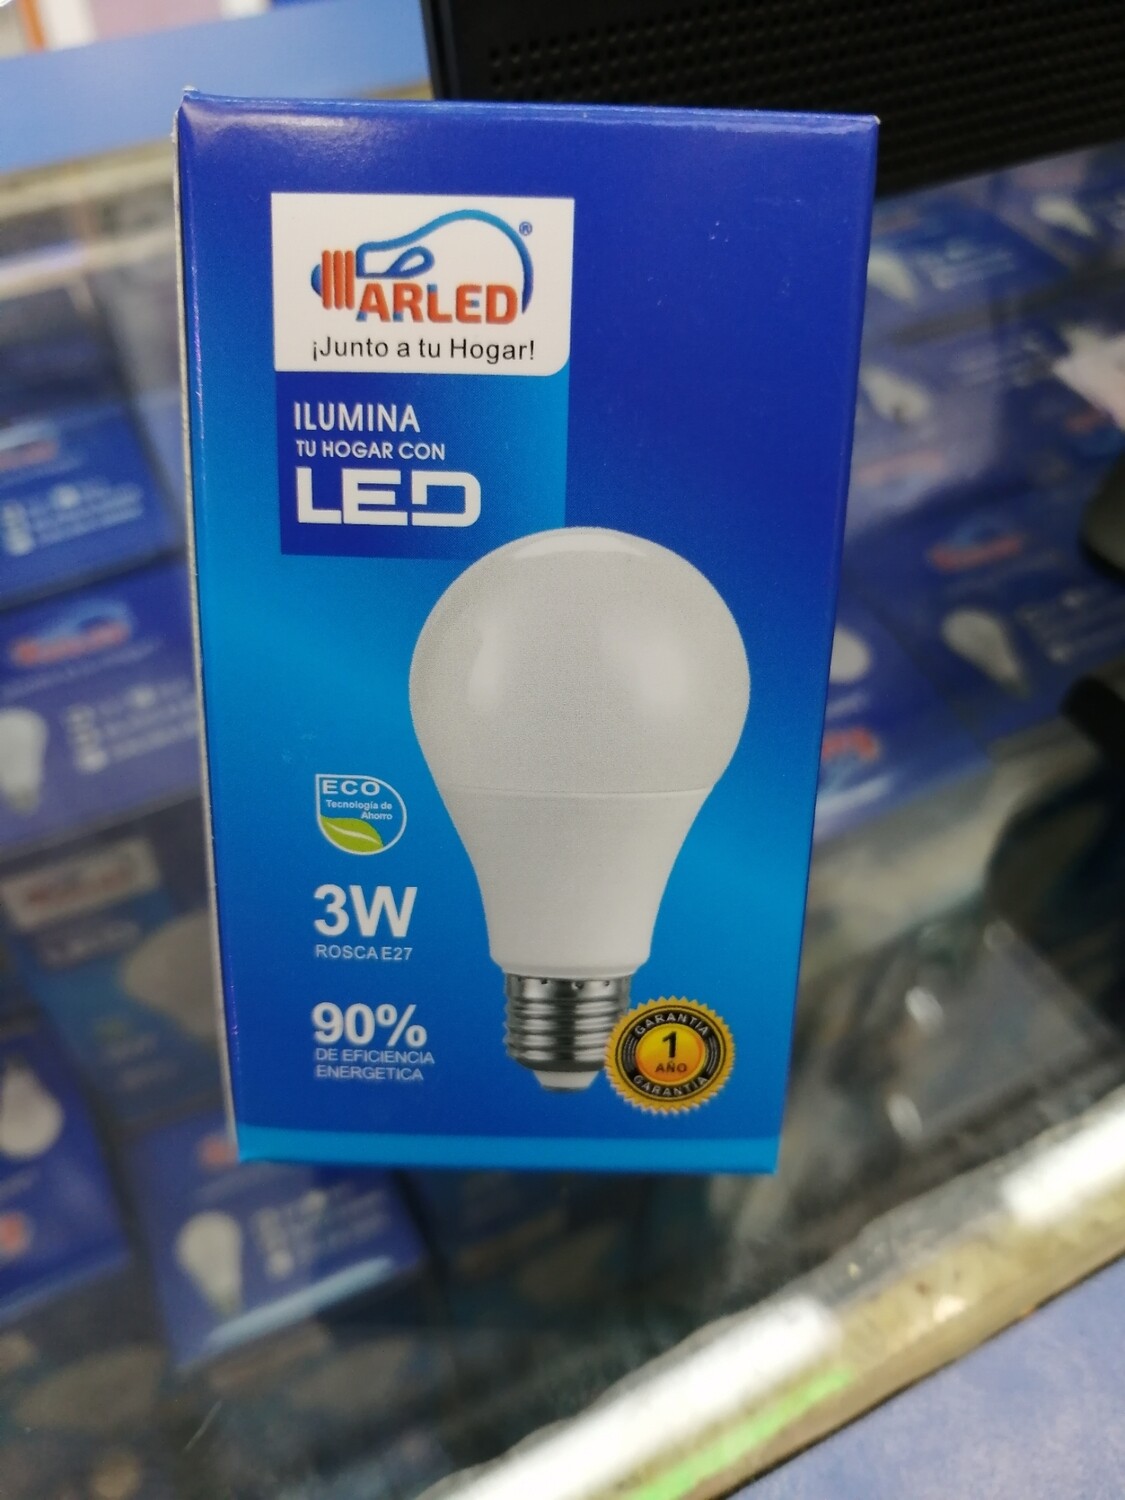 ARLED®
¡Junto a tu Hogar!
ILUMINA
TU HOGAR CON
LED
ECO
Tecnología de
Ahorro
3W
ROSCA E27
90%
DE EFICIENCIA
ENERGETICA
GARANTIA
1
AÑO
GARANTIA